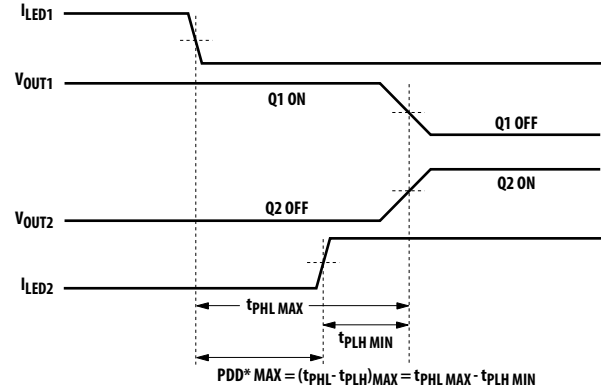 ILED1
VOUT1
Q1 ON
Q1 OFF
Q2 ON
Q2 OFF
VOUT2
ILED2
tPHL MAX
tPLH MIN
PDD* MAX = (tPHL- tPLH)MAX = tPHL MAX - tPLH MIN